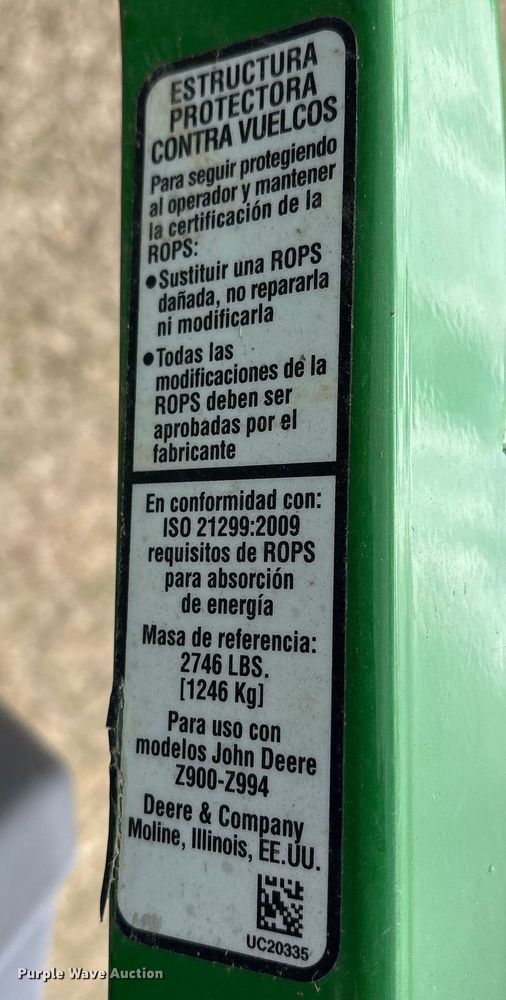 ESTRUCTURA
PROTECTORA
CONTRA VUELCOS
Para seguir protegiendo
al operador y mantener
la certificación de la
ROPS:
•Sustituir una ROPS
dañada, no repararla
ni modificarla
•Todas las
modificaciones de la
ROPS deben ser
aprobadas por el
fabricante
En conformidad con:
ISO 21299:2009
requisitos de ROPS
para absorción
de energía
Masa de referencia:
2746 LBS.
[1246 Kg]
Para uso con
modelos John Deere
Z900-Z994
Deere & Company
Moline, Illinois, EE.UU.
UC20335
Purple Wave Auction